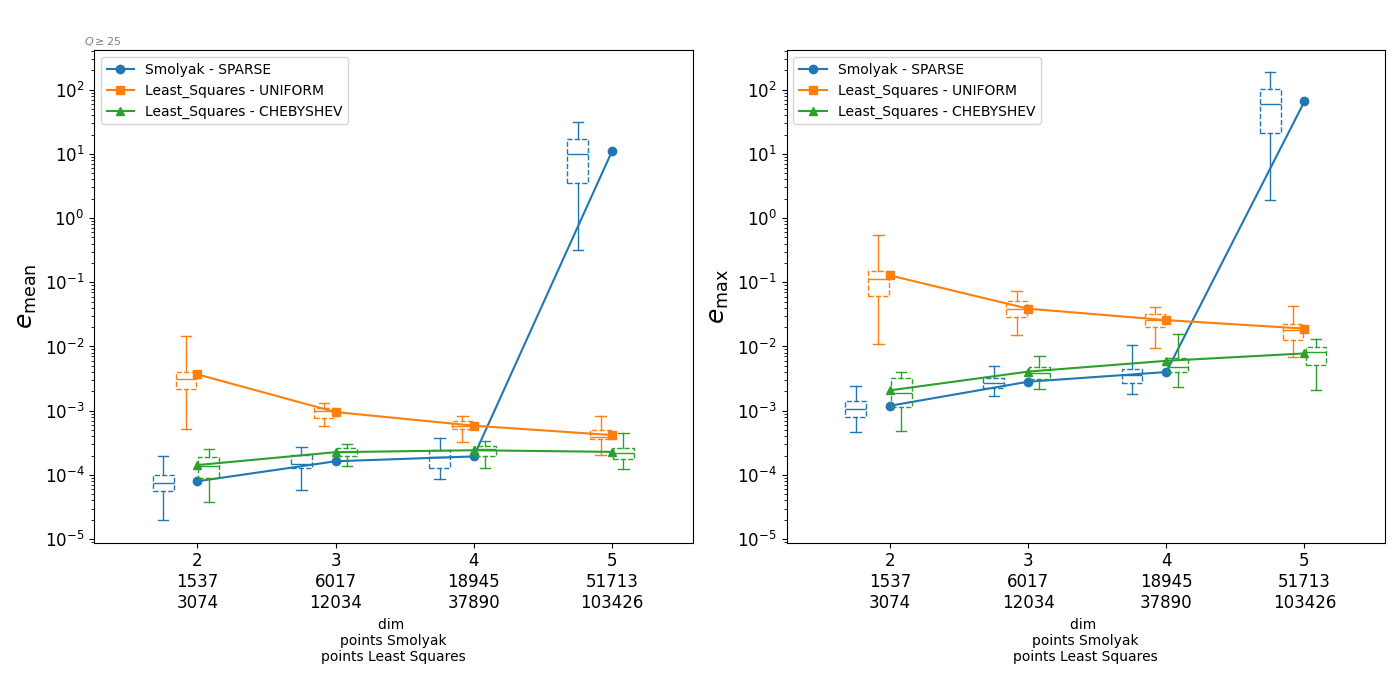 Q ≥ 25
Smolyak - SPARSE
Least_Squares - UNIFORM
Least_Squares - CHEBYSHEV
10²
10¹
10⁰
10⁻¹
10⁻²
10⁻³
10⁻⁴
10⁻⁵
e_mean
2 3 4 5
1537 6017 18945 51713
3074 12034 37890 103426
dim
points Smolyak
points Least Squares
Smolyak - SPARSE
Least_Squares - UNIFORM
Least_Squares - CHEBYSHEV
10²
10¹
10⁰
10⁻¹
10⁻²
10⁻³
10⁻⁴
10⁻⁵
e_max
2 3 4 5
1537 6017 18945 51713
3074 12034 37890 103426
dim
points Smolyak
points Least Squares